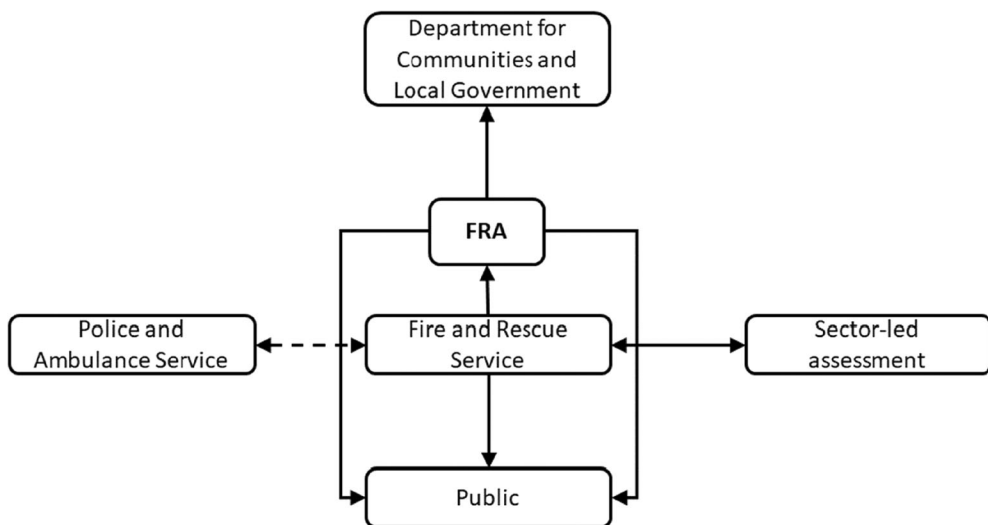 Department for
Communities and
Local Government
FRA
Police and
Ambulance Service
Fire and Rescue
Service
Sector-led
assessment
Public